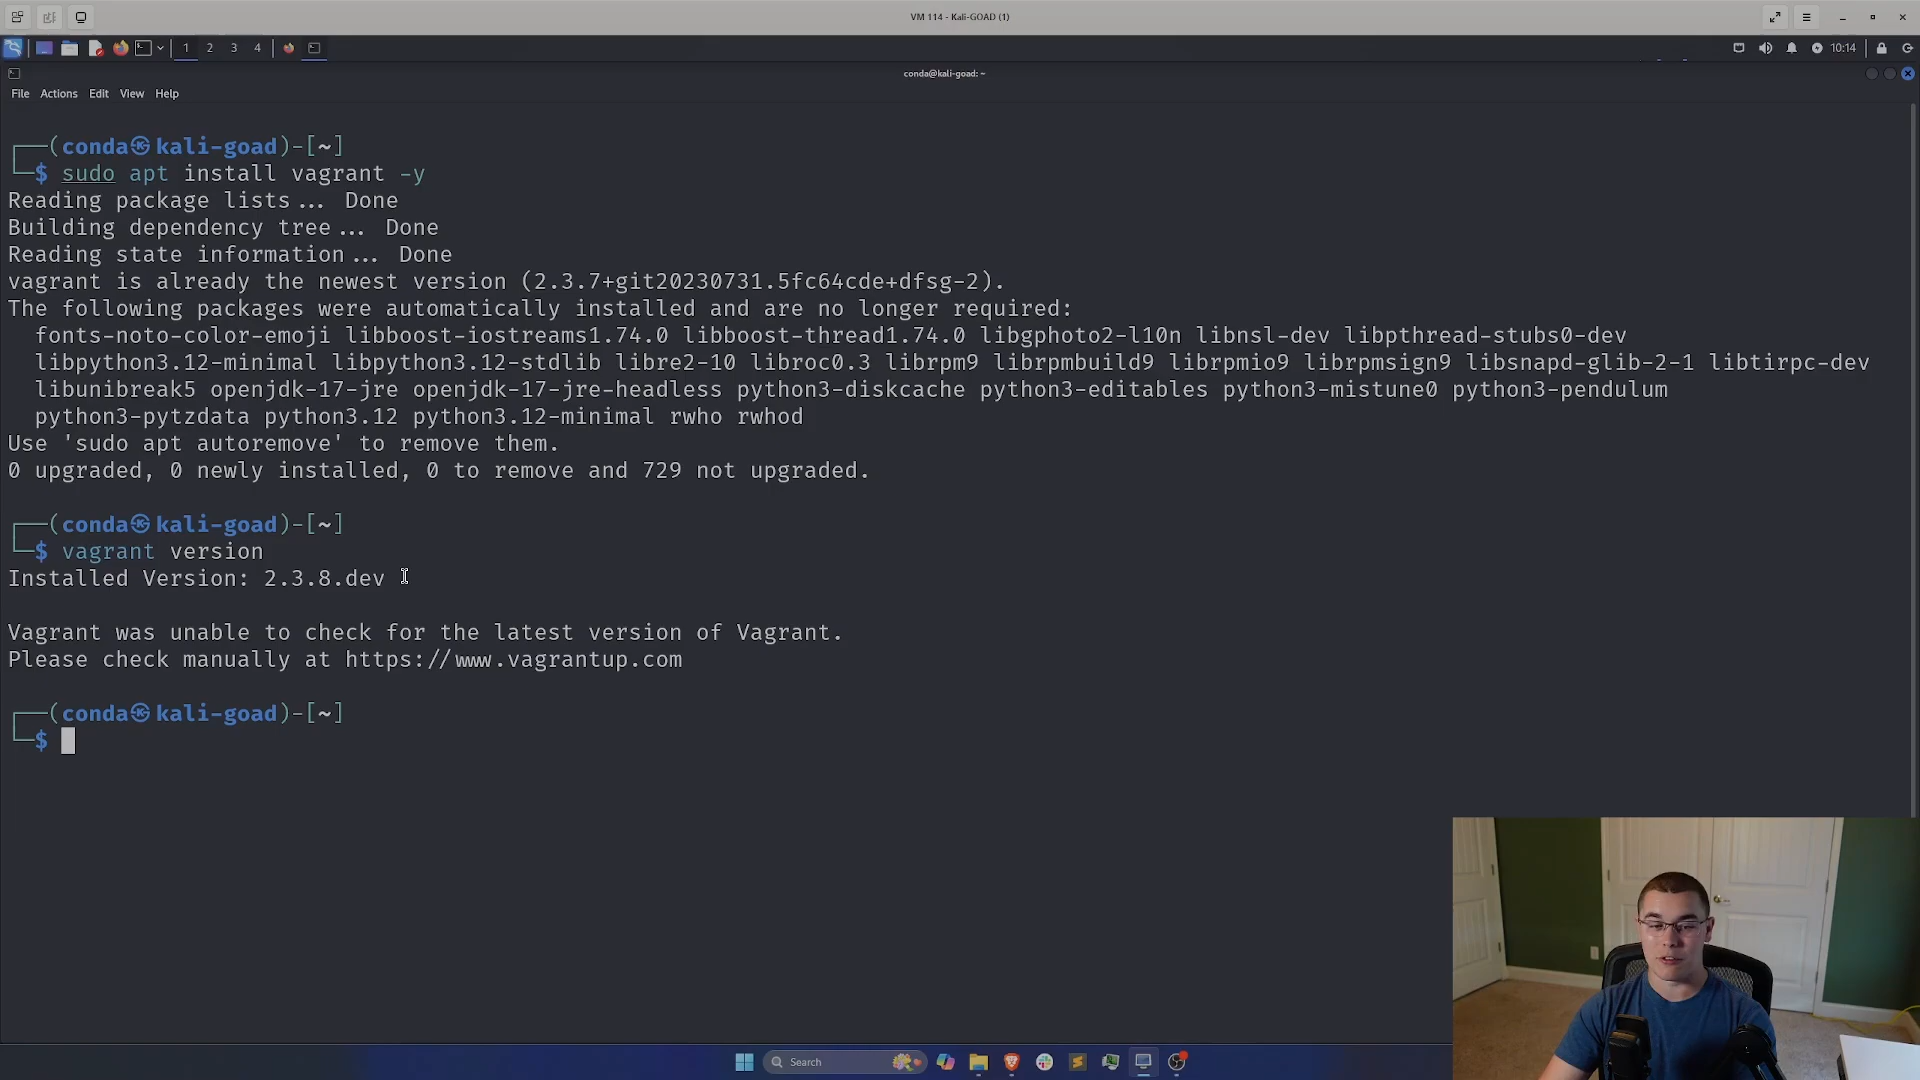 VM 114 - Kali-GOAD (1)
1 2 3 4
10:14
conda@kali-goad: ~
File Actions Edit View Help
(conda㉿kali-goad)-[~]
$ sudo apt install vagrant -y
Reading package lists... Done
Building dependency tree... Done
Reading state information... Done
vagrant is already the newest version (2.3.7+git20230731.5fc64cde+dfsg-2).
The following packages were automatically installed and are no longer required:
fonts-noto-color-emoji libboost-iostreams1.74.0 libboost-thread1.74.0 libgphoto2-l10n libnsl-dev libpthread-stubs0-dev
libpython3.12-minimal libpython3.12-stdlib libre2-10 libroc0.3 librpm9 librpmbuild9 librpmio9 librpmsign9 libsnapd-glib-2-1 libtirpc-dev
libunibreak5 openjdk-17-jre openjdk-17-jre-headless python3-diskcache python3-editables python3-mistune0 python3-pendulum
python3-pytzdata python3.12 python3.12-minimal rwho rwhod
Use 'sudo apt autoremove' to remove them.
0 upgraded, 0 newly installed, 0 to remove and 729 not upgraded.
(conda㉿kali-goad)-[~]
$ vagrant version
Installed Version: 2.3.8.dev
Vagrant was unable to check for the latest version of Vagrant.
Please check manually at https://www.vagrantup.com
(conda㉿kali-goad)-[~]
$
Search